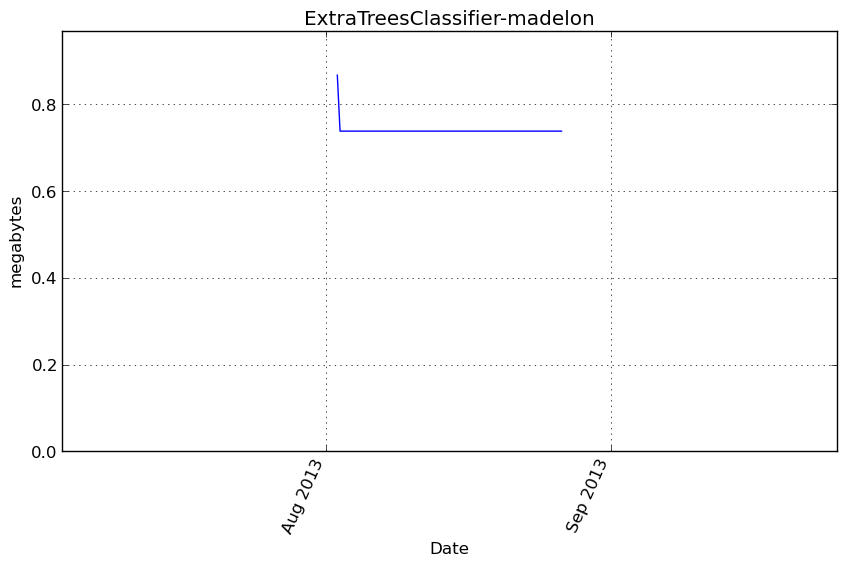 ExtraTreesClassifier-madelon
megabytes
0.8
0.6
0.4
0.2
0.0
Aug 2013
Sep 2013
Date